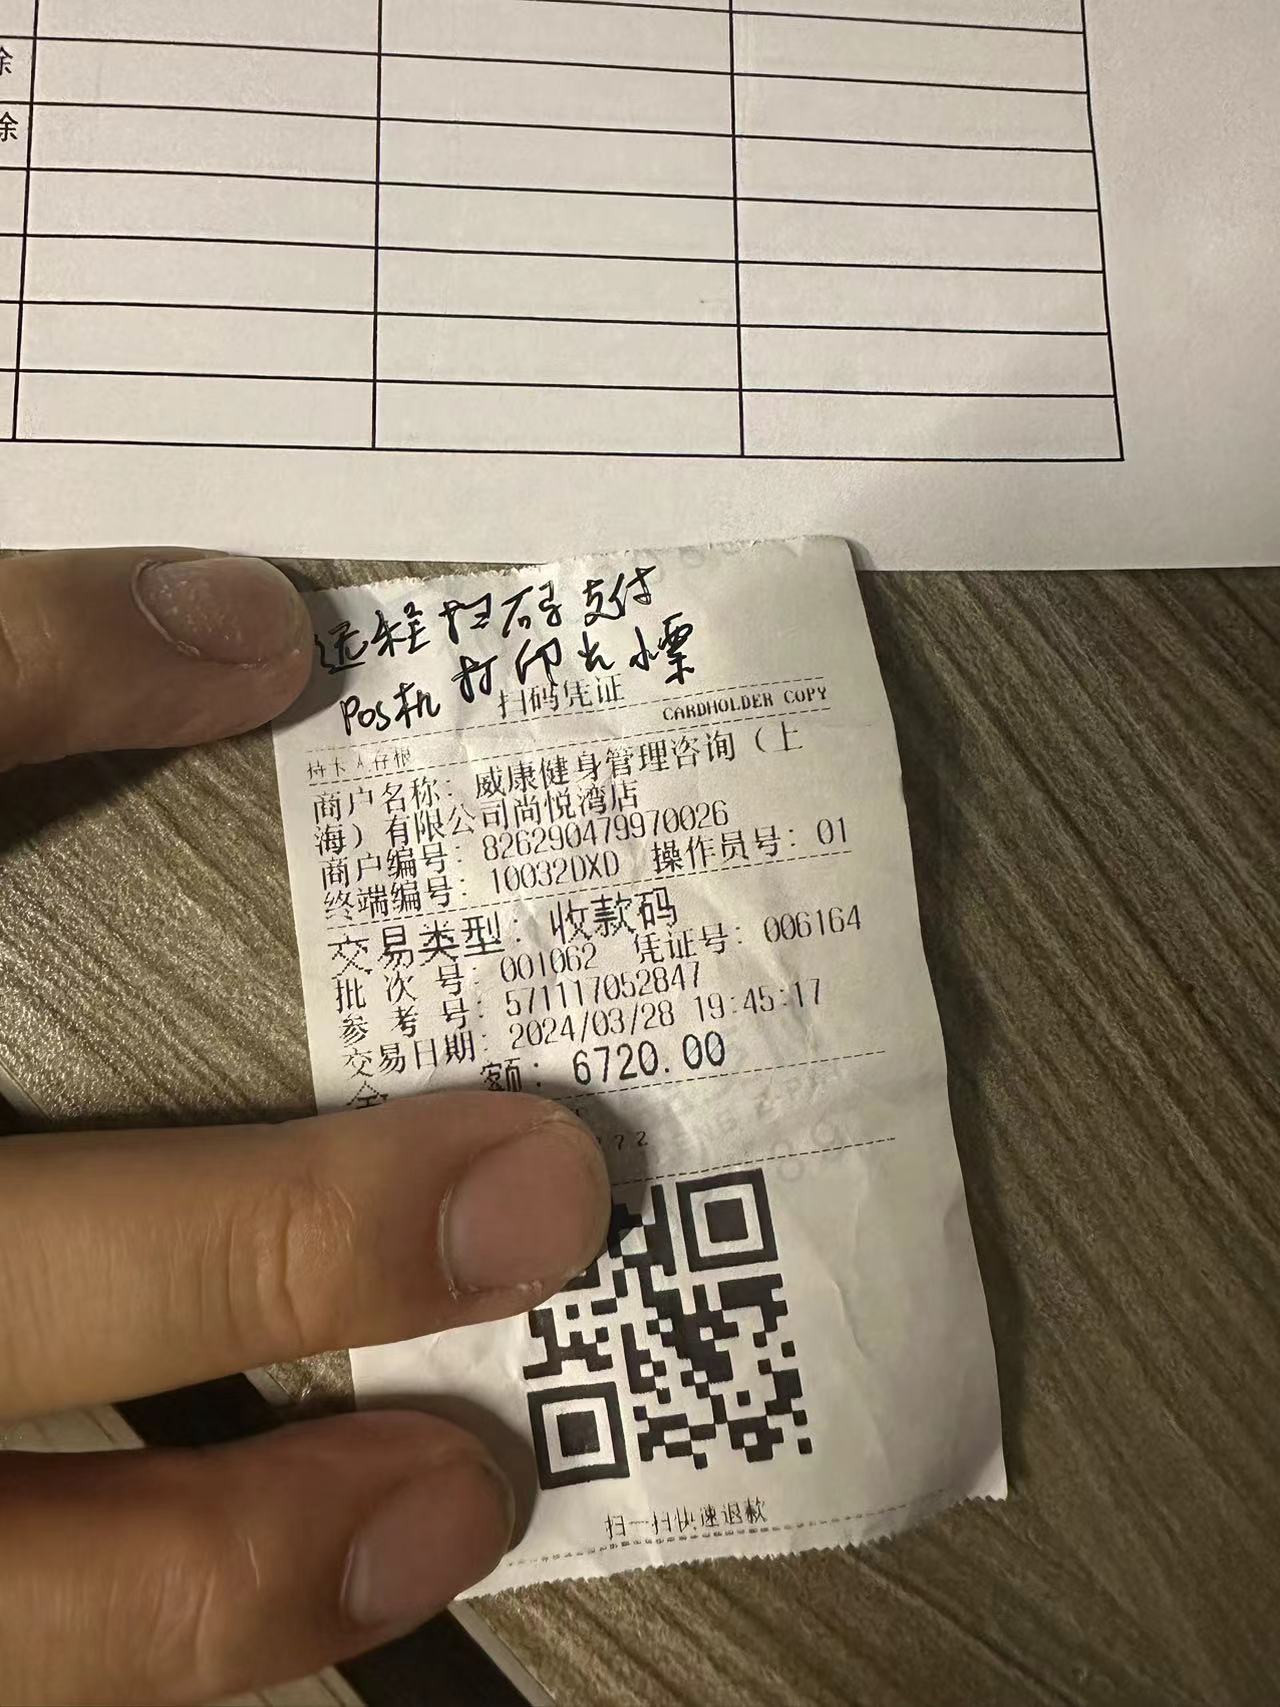 除
除
远程扫码支付
POS机打印出小票
扫码凭证
CARDHOLDER COPY
持卡人存根
商户名称：威康健身管理咨询（上
海）有限公司尚悦湾店
商户编号：826290479970026
终端编号：10032DXD 操作员号：01
交易类型：收款码
批次号：001062 凭证号：006164
参考号：571117052847
交易日期：2024/03/28 19:45:17
金额：6720.00
扫一扫快速退款